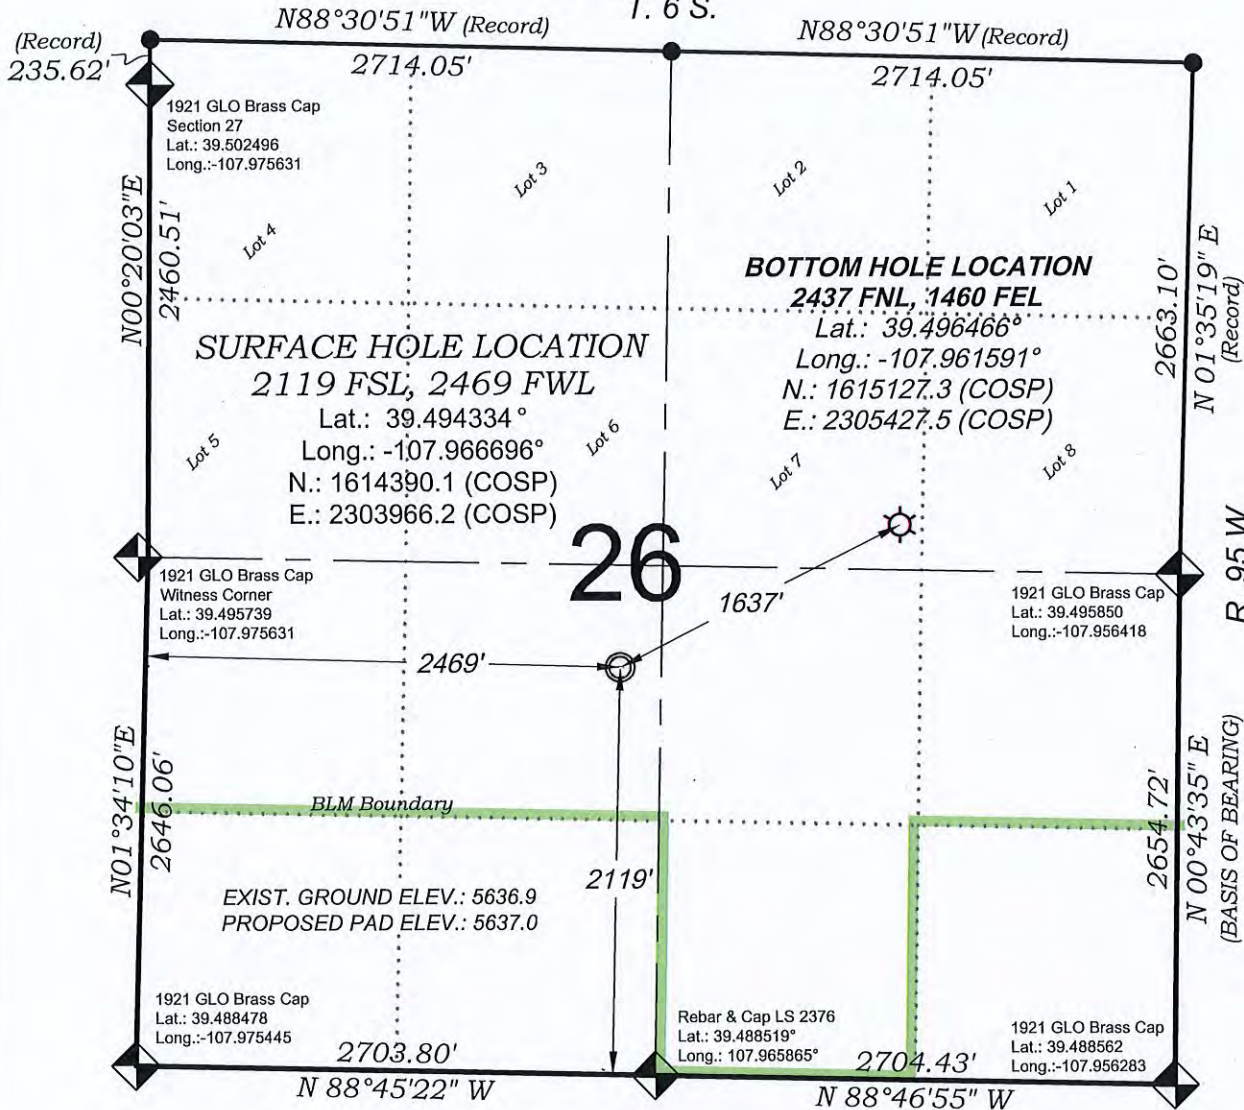 T. 6 S.
N88°30'51"W (Record)
N88°30'51"W (Record)
(Record)
235.62'
2714.05'
2714.05'
1921 GLO Brass Cap
Section 27
Lat.: 39.502496
Long.:-107.975631
Lot 3
Lot 2
Lot 1
Lot 4
N00°20'03"E
2460.51'
BOTTOM HOLE LOCATION
2437 FNL, 1460 FEL
Lat.: 39.496466°
Long.: -107.961591°
N.: 1615127.3 (COSP)
E.: 2305427.5 (COSP)
2663.10'
N 01°35'19" E
(Record)
SURFACE HOLE LOCATION
2119 FSL, 2469 FWL
Lat.: 39.494334°
Long.: -107.966696°
N.: 1614390.1 (COSP)
E.: 2303966.2 (COSP)
Lot 5
Lot 6
Lot 7
Lot 8
26
R. 95 W.
1921 GLO Brass Cap
Witness Corner
Lat.: 39.495739
Long.:-107.975631
1637'
1921 GLO Brass Cap
Lat.: 39.495850
Long.:-107.956418
2469'
N01°34'10"E
2646.06'
BLM Boundary
2119'
2654.72'
N 00°43'35" E
(BASIS OF BEARING)
EXIST. GROUND ELEV.: 5636.9
PROPOSED PAD ELEV.: 5637.0
1921 GLO Brass Cap
Lat.: 39.488478
Long.:-107.975445
Rebar & Cap LS 2376
Lat.: 39.488519°
Long.: 107.965865°
1921 GLO Brass Cap
Lat.: 39.488562
Long.:-107.956283
2703.80'
2704.43'
N 88°45'22" W
N 88°46'55" W